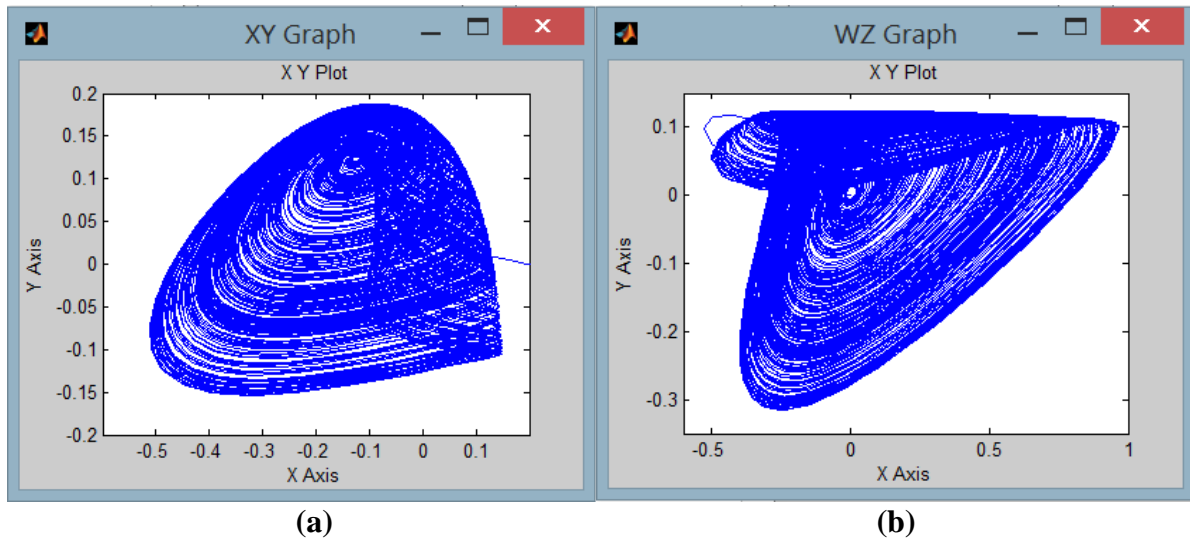 XY Graph
X Y Plot
0.2
0.15
0.1
0.05
0
-0.05
-0.1
-0.15
-0.2
Y Axis
-0.5 -0.4 -0.3 -0.2 -0.1 0 0.1
X Axis
(a)
WZ Graph
X Y Plot
0.1
0
-0.1
-0.2
-0.3
Y Axis
-0.5 0 0.5 1
X Axis
(b)